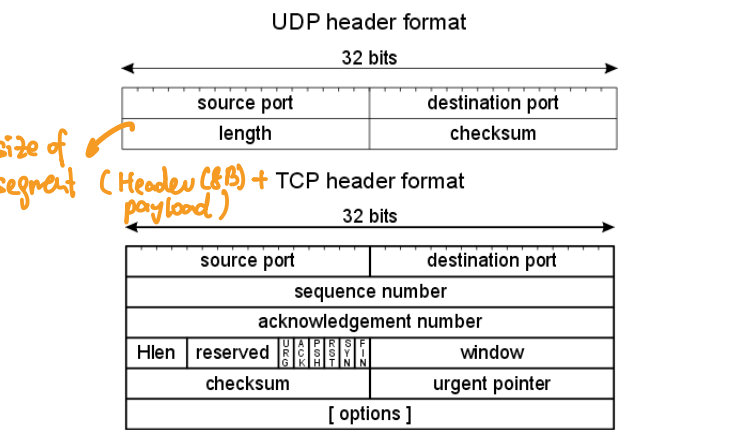 UDP header format
32 bits
source port destination port
length checksum
size of
segment (Header (8B) +
payload)
TCP header format
32 bits
source port destination port
sequence number
acknowledgement number
Hlen reserved URG ACK PSH RST SYN FIN window
checksum urgent pointer
[ options ]